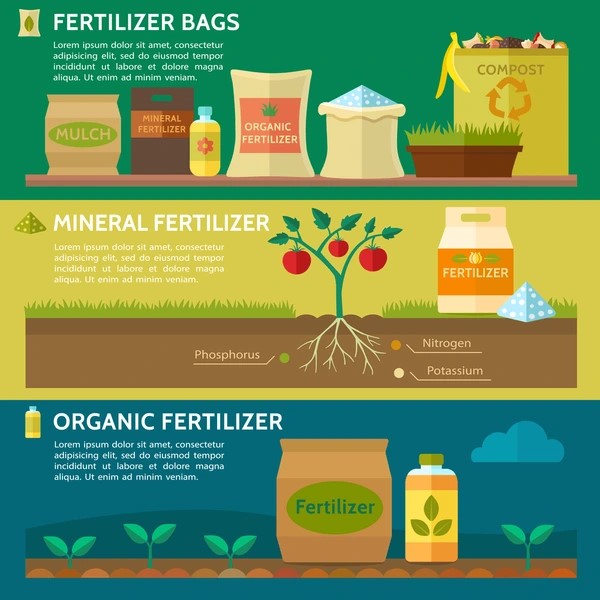 FERTILIZER BAGS
Lorem ipsum dolor sit amet,
consectetur adipisicing elit,
sed do eiusmod tempor
incididunt ut labore et dolore
aliqua. Ut enim ad minim veniam.
MULCH
MINERAL
FERTILIZER
ORGANIC
FERTILIZER
COMPOST
MINERAL FERTILIZER
Lorem ipsum dolor sit amet,
consectetur adipisicing elit,
sed do eiusmod tempor
incididunt ut labore et dolore
aliqua. Ut enim ad minim veniam.
FERTILIZER
Phosphorus
Nitrogen
Potassium
ORGANIC FERTILIZER
Lorem ipsum dolor sit amet,
consectetur adipisicing elit,
sed do eiusmod tempor
incididunt ut labore et dolore
aliqua. Ut enim ad minim veniam.
Fertilizer